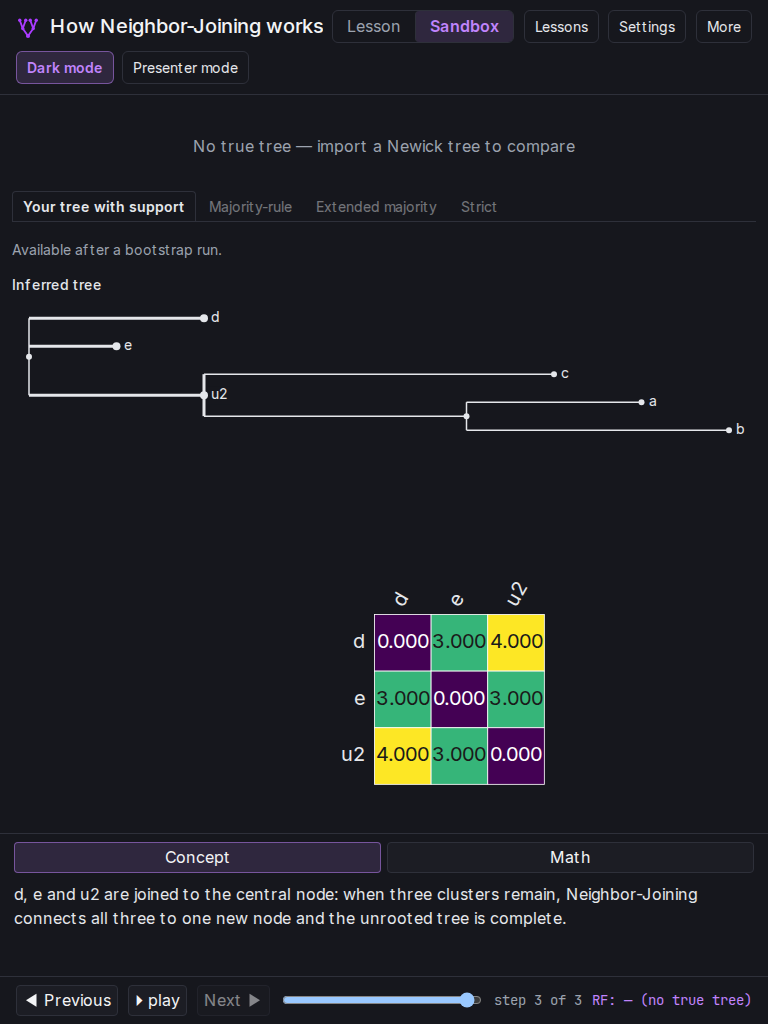 How Neighbor-Joining works Lesson Sandbox Lessons Settings More
Dark mode Presenter mode
No true tree — import a Newick tree to compare
Your tree with support Majority-rule Extended majority Strict
Available after a bootstrap run.
Inferred tree
d
e
c
u2
a
b
d e u2
d 0.000 3.000 4.000
e 3.000 0.000 3.000
u2 4.000 3.000 0.000
Concept Math
d, e and u2 are joined to the central node: when three clusters remain, Neighbor-Joining
connects all three to one new node and the unrooted tree is complete.
◀ Previous ▶ play Next ▶ step 3 of 3 RF: — (no true tree)